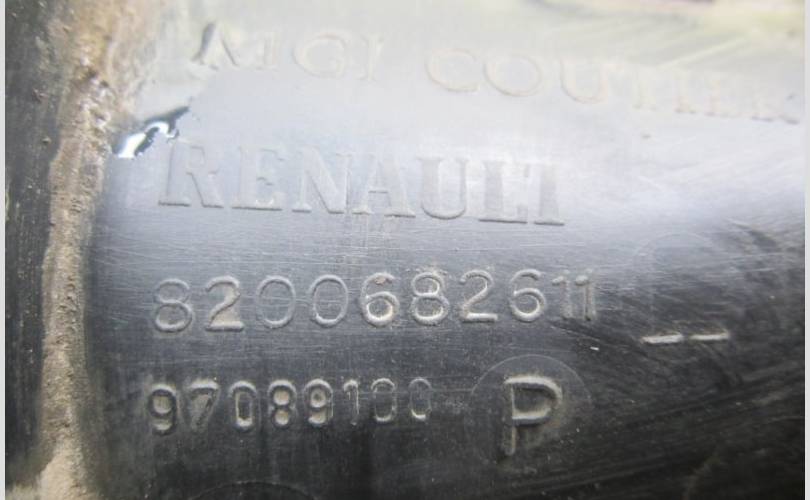 MGI COUTIER
RENAULT
8200682611 --
97089100 P